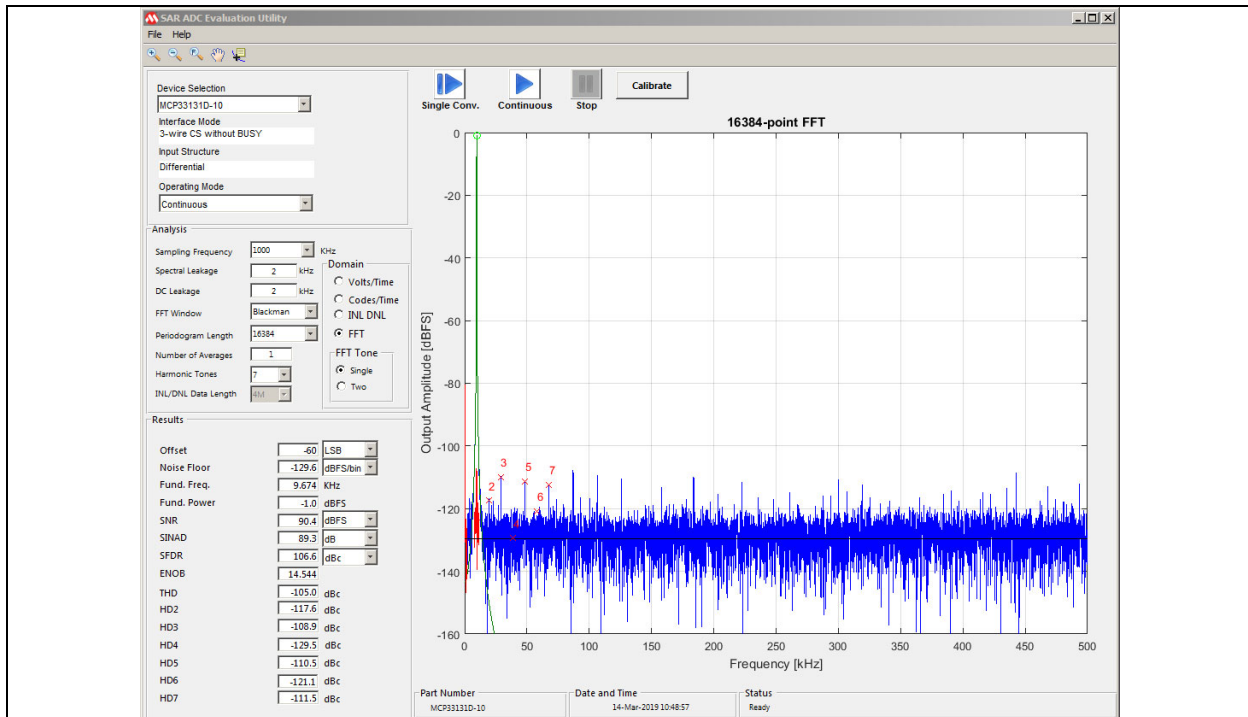 SAR ADC Evaluation Utility
File Help
Device Selection
MCP33131D-10
Interface Mode
3-wire CS without BUSY
Input Structure
Differential
Operating Mode
Continuous
Analysis
Sampling Frequency 1000 KHz
Spectral Leakage 2 kHz
DC Leakage 2 kHz
FFT Window Blackman
Periodogram Length 16384
Number of Averages 1
Harmonic Tones 7
INL/DNL Data Length 4M
Domain
Volts/Time
Codes/Time
INL DNL
FFT
FFT Tone
Single
Two
Results
Offset -60 LSB
Noise Floor -129.6 dBFS/bin
Fund. Freq. 9.674 KHz
Fund. Power -1.0 dBFS
SNR 90.4 dBFS
SINAD 89.3 dB
SFDR 106.6 dBc
ENOB 14.544
THD -105.0 dBc
HD2 -117.6 dBc
HD3 -108.9 dBc
HD4 -129.5 dBc
HD5 -110.5 dBc
HD6 -121.1 dBc
HD7 -111.5 dBc
Single Conv. Continuous Stop Calibrate
16384-point FFT
Output Amplitude [dBFS]
0
-20
-40
-60
-80
-100
-120
-140
-160
2 3 4 5 6 7
0 50 100 150 200 250 300 350 400 450 500
Frequency [kHz]
Part Number
MCP33131D-10
Date and Time
14-Mar-2019 10:48:57
Status
Ready